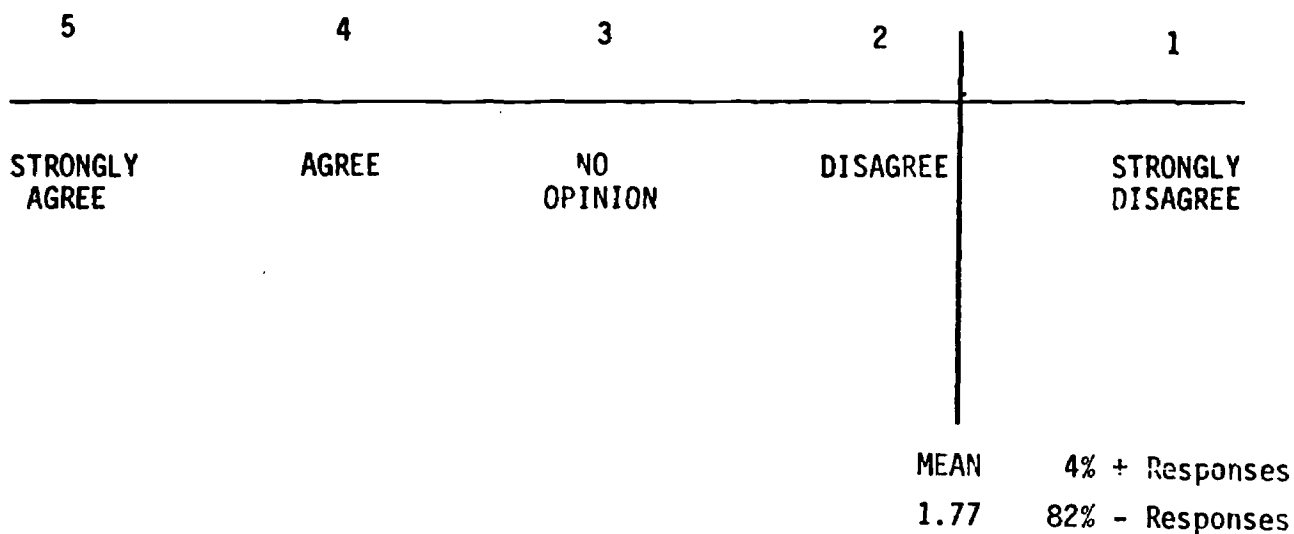 5 4 3 2 1
STRONGLY AGREE NO DISAGREE STRONGLY
AGREE OPINION DISAGREE
MEAN 4% + Responses
1.77 82% - Responses